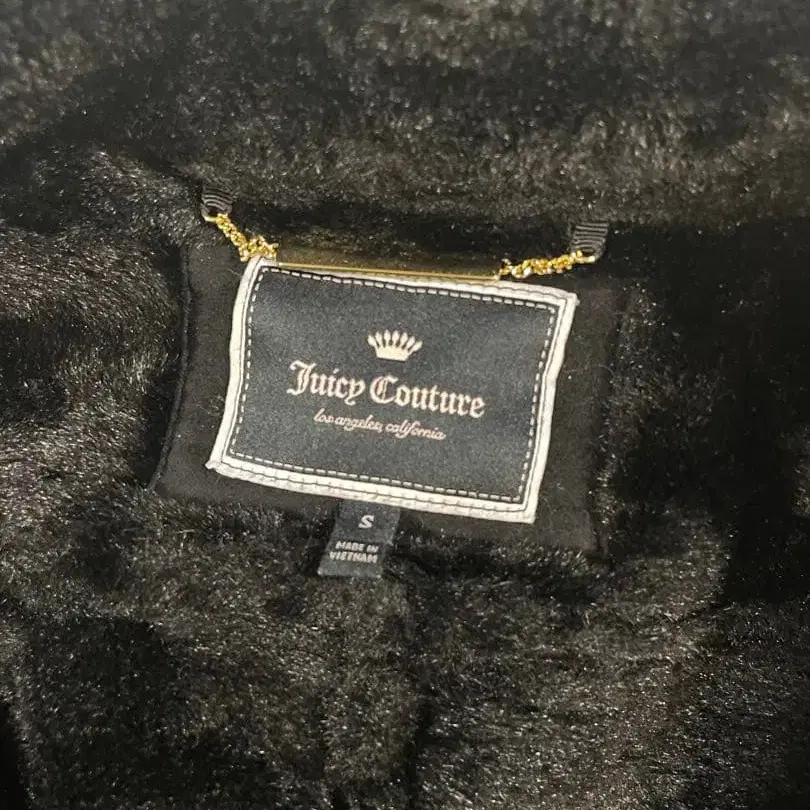 Juicy Couture
los angeles, california
S
MADE IN
VIETNAM